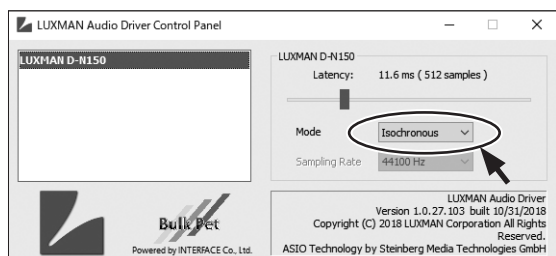 LUXMAN Audio Driver Control Panel
LUXMAN D-N150
LUXMAN D-N150
Latency: 11.6 ms ( 512 samples )
Mode Isochronous
Sampling Rate 44100 Hz
Bulk Pet
Powered by INTERFACE Co., Ltd.
LUXMAN Audio Driver
Version 1.0.27.103 built 10/31/2018
Copyright (C) 2018 LUXMAN Corporation All Rights
Reserved.
ASIO Technology by Steinberg Media Technologies GmbH